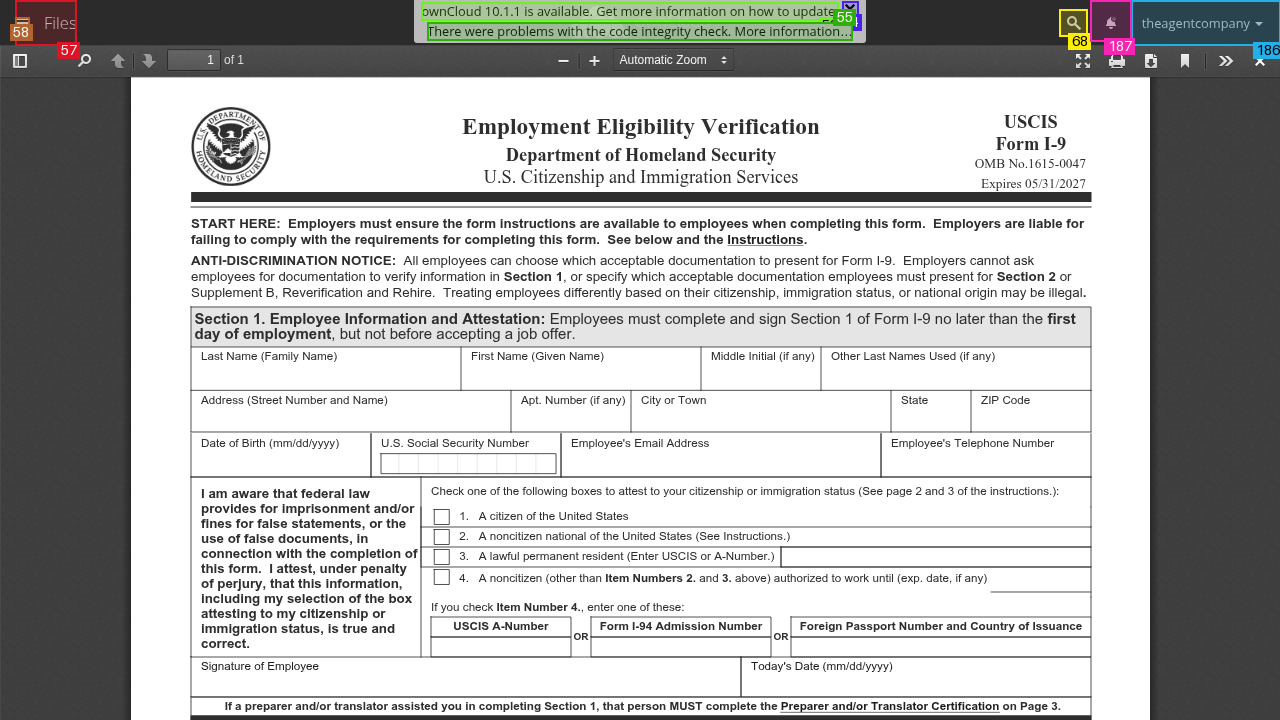 ownCloud 10.1.1 is available. Get more information on how to update
There were problems with the code integrity check. More information…
Files
theagentcompany
58
57
55
68
187
186
1 of 1
Automatic Zoom
Employment Eligibility Verification
Department of Homeland Security
U.S. Citizenship and Immigration Services
USCIS
Form I-9
OMB No.1615-0047
Expires 05/31/2027
START HERE: Employers must ensure the form instructions are available to employees when completing this form. Employers are liable for
failing to comply with the requirements for completing this form. See below and the Instructions.
ANTI-DISCRIMINATION NOTICE: All employees can choose which acceptable documentation to present for Form I-9. Employers cannot ask
employees for documentation to verify information in Section 1, or specify which acceptable documentation employees must present for Section 2 or
Supplement B, Reverification and Rehire. Treating employees differently based on their citizenship, immigration status, or national origin may be illegal.
Section 1. Employee Information and Attestation: Employees must complete and sign Section 1 of Form I-9 no later than the first
day of employment, but not before accepting a job offer.
Last Name (Family Name)
First Name (Given Name)
Middle Initial (if any)
Other Last Names Used (if any)
Address (Street Number and Name)
Apt. Number (if any)
City or Town
State
ZIP Code
Date of Birth (mm/dd/yyyy)
U.S. Social Security Number
Employee's Email Address
Employee's Telephone Number
I am aware that federal law
provides for imprisonment and/or
fines for false statements, or the
use of false documents, in
connection with the completion of
this form. I attest, under penalty
of perjury, that this information,
including my selection of the box
attesting to my citizenship or
immigration status, is true and
correct.
Check one of the following boxes to attest to your citizenship or immigration status (See page 2 and 3 of the instructions.):
1. A citizen of the United States
2. A noncitizen national of the United States (See Instructions.)
3. A lawful permanent resident (Enter USCIS or A-Number.)
4. A noncitizen (other than Item Numbers 2. and 3. above) authorized to work until (exp. date, if any)
If you check Item Number 4., enter one of these:
USCIS A-Number
OR
Form I-94 Admission Number
OR
Foreign Passport Number and Country of Issuance
Signature of Employee
Today's Date (mm/dd/yyyy)
If a preparer and/or translator assisted you in completing Section 1, that person MUST complete the Preparer and/or Translator Certification on Page 3.